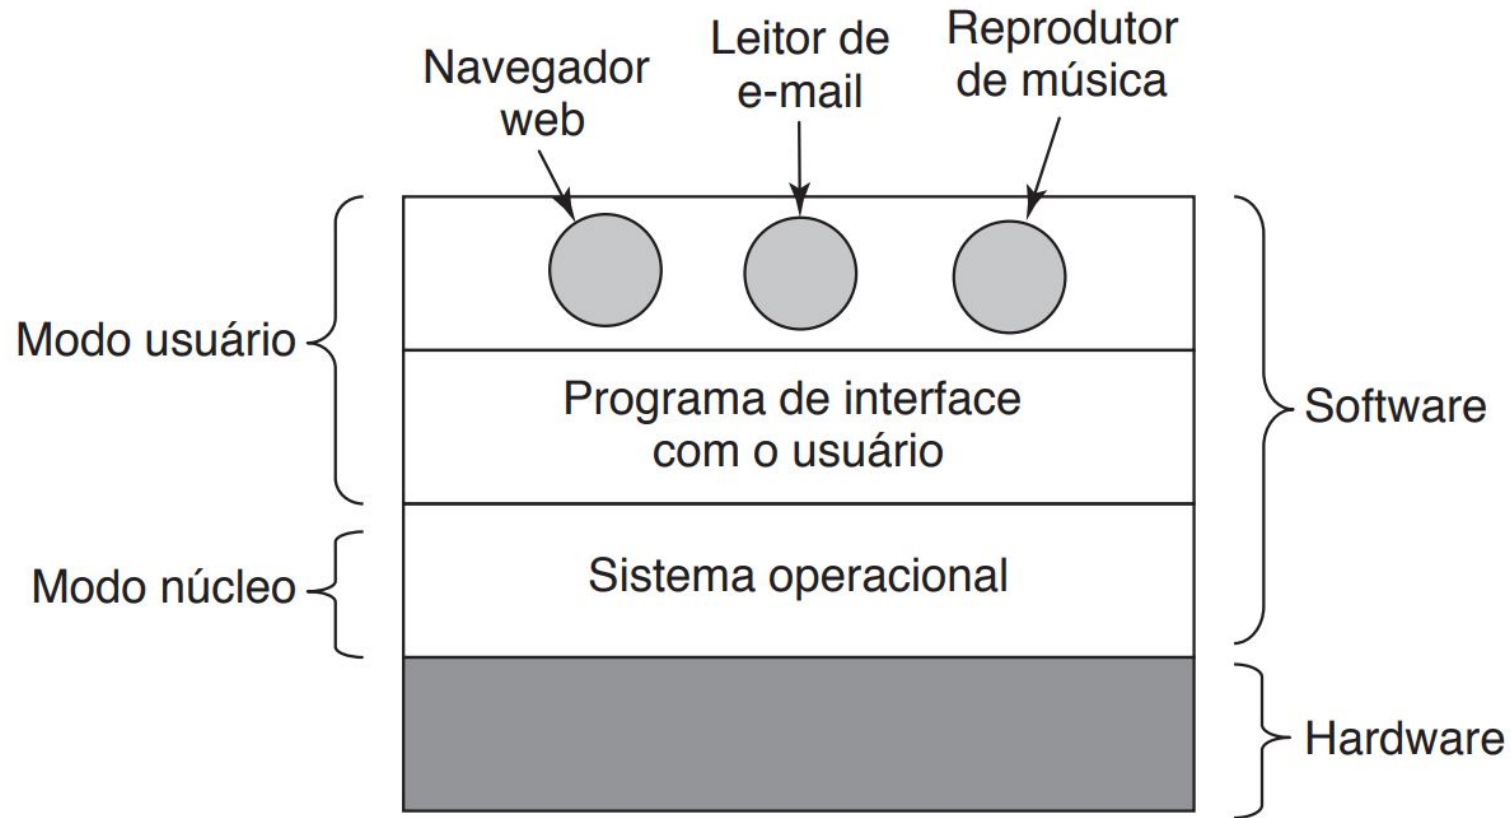 Navegador
web
Leitor de
e-mail
Reprodutor
de música
Modo usuário
Programa de interface
com o usuário
Software
Modo núcleo
Sistema operacional
Hardware